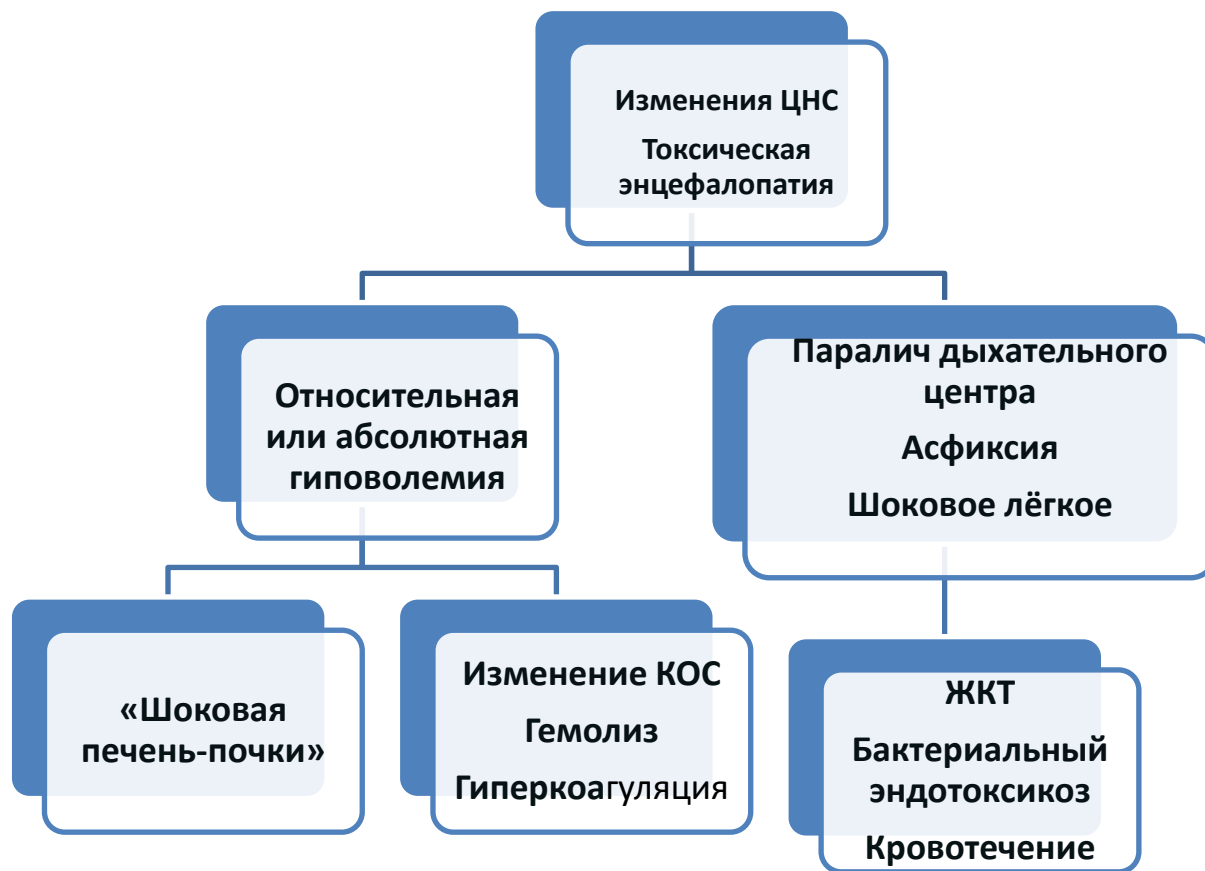 Изменения ЦНС
Токсическая
энцефалопатия
Относительная
или абсолютная
гиповолемия
Паралич дыхательного
центра
Асфиксия
Шоковое лёгкое
«Шоковая
печень-почки»
Изменение КОС
Гемолиз
Гиперкоагуляция
ЖКТ
Бактериальный
эндотоксикоз
Кровотечение